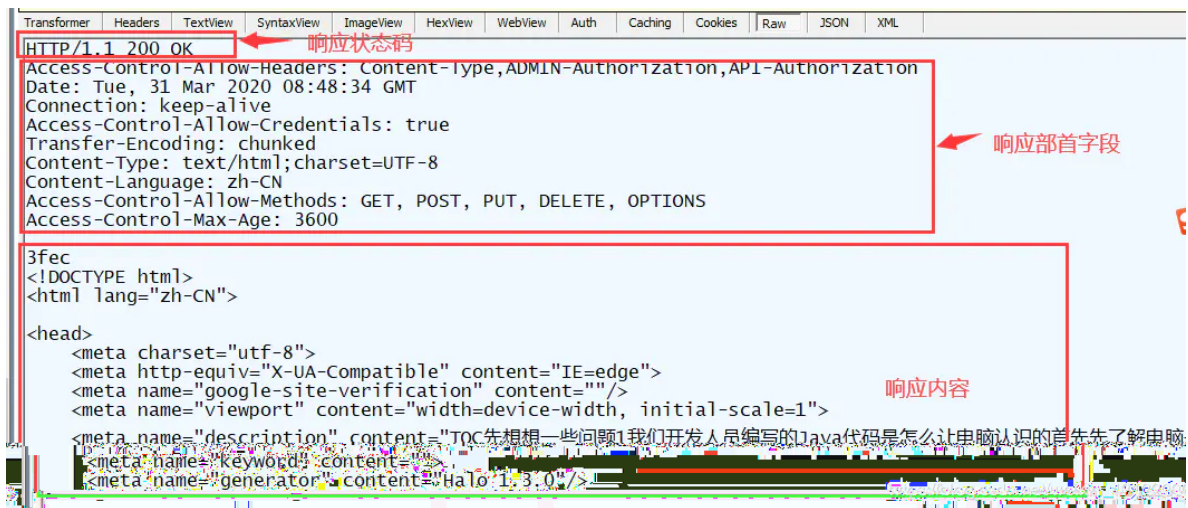 Transformer Headers TextView SyntaxView ImageView HexView WebView Auth Caching Cookies Raw JSON XML
HTTP/1.1 200 OK
响应状态码
Access-Control-Allow-Headers: Content-Type,ADMIN-Authorization,API-Authorization
Date: Tue, 31 Mar 2020 08:48:34 GMT
Connection: keep-alive
Access-Control-Allow-Credentials: true
Transfer-Encoding: chunked
响应部首字段
Content-Type: text/html;charset=UTF-8
Content-Language: zh-CN
Access-Control-Allow-Methods: GET, POST, PUT, DELETE, OPTIONS
Access-Control-Max-Age: 3600
3fec
<!DOCTYPE html>
<html lang="zh-CN">
<head>
<meta charset="utf-8">
<meta http-equiv="X-UA-Compatible" content="IE=edge">
<meta name="google-site-verification" content=""/>
响应内容
<meta name="viewport" content="width=device-width, initial-scale=1">
<meta name="description" content="TOC先想想一些问题1我们开发人员编写的Java代码是怎么让电脑认识的首先先了解电脑
<meta name="keyword" content=
<meta name="generator" content="Halo 1.3.0"/>